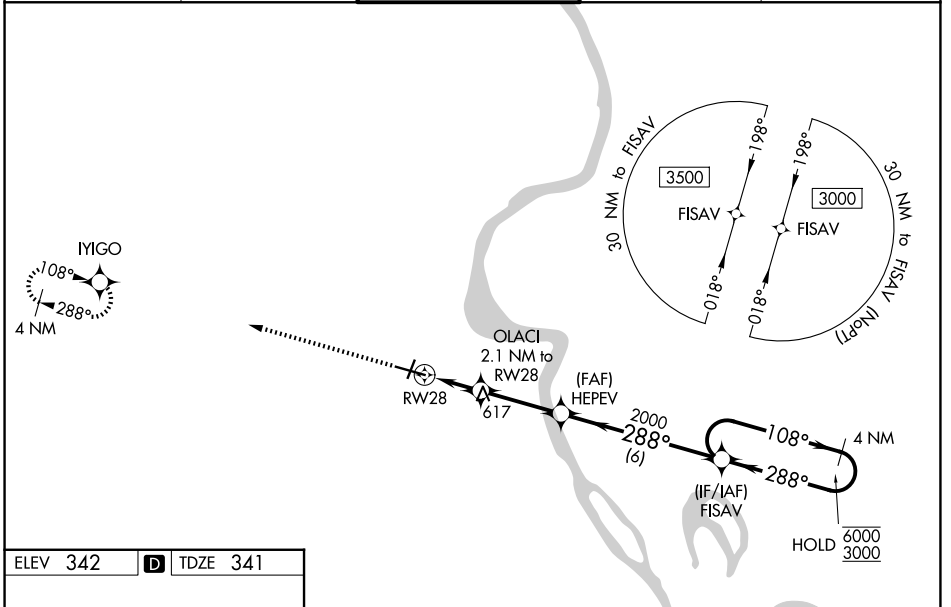 30 NM to FISAV
3500
FISAV
198°
018°
198°
018°
3000
FISAV
30 NM to FISAV (NoPT)
IYIGO
108°
288°
4 NM
OLACI
2.1 NM to
RW28
RW28
617
(FAF)
HEPEV
2000
288°
(6)
108°
4 NM
288°
(IF/IAF)
FISAV
HOLD
6000
3000
ELEV 342
D
TDZE 341